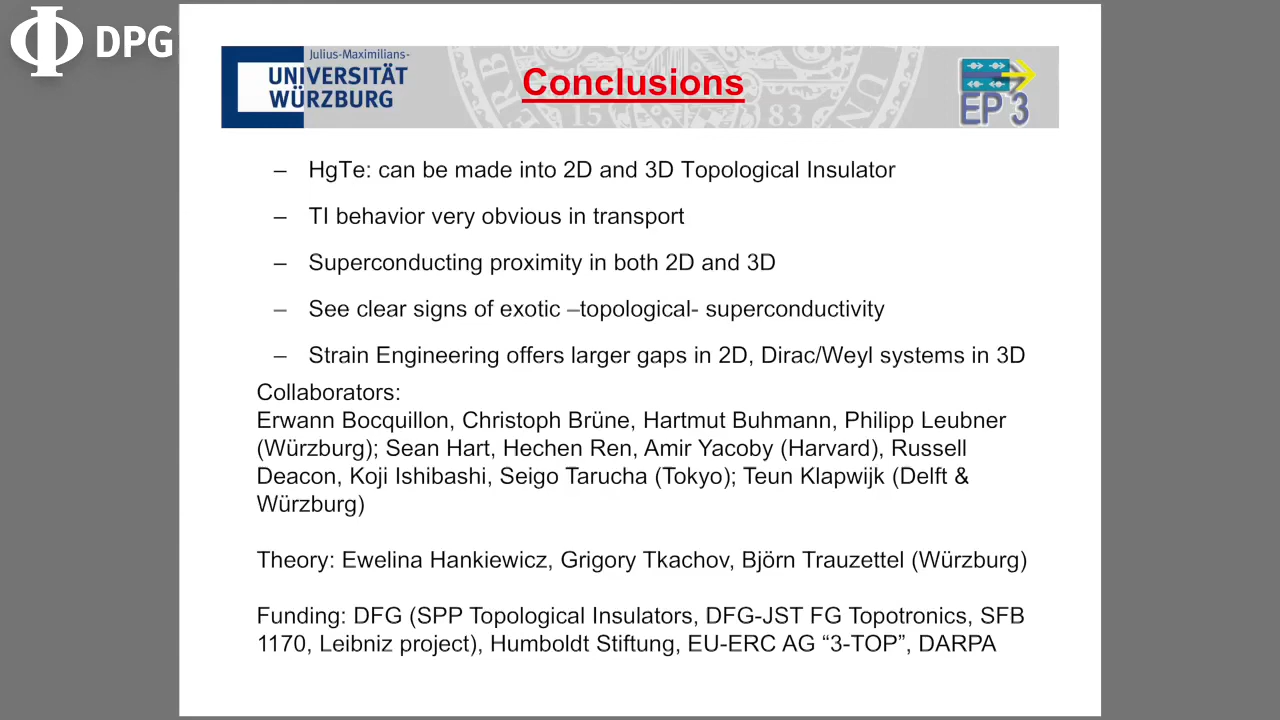 DPG
Julius-Maximilians-
UNIVERSITÄT
WÜRZBURG
Conclusions
EP 3
15 83
– HgTe: can be made into 2D and 3D Topological Insulator
– TI behavior very obvious in transport
– Superconducting proximity in both 2D and 3D
– See clear signs of exotic –topological- superconductivity
– Strain Engineering offers larger gaps in 2D, Dirac/Weyl systems in 3D
Collaborators:
Erwann Bocquillon, Christoph Brüne, Hartmut Buhmann, Philipp Leubner
(Würzburg); Sean Hart, Hechen Ren, Amir Yacoby (Harvard), Russell
Deacon, Koji Ishibashi, Seigo Tarucha (Tokyo); Teun Klapwijk (Delft &
Würzburg)
Theory: Ewelina Hankiewicz, Grigory Tkachov, Björn Trauzettel (Würzburg)
Funding: DFG (SPP Topological Insulators, DFG-JST FG Topotronics, SFB
1170, Leibniz project), Humboldt Stiftung, EU-ERC AG “3-TOP”, DARPA